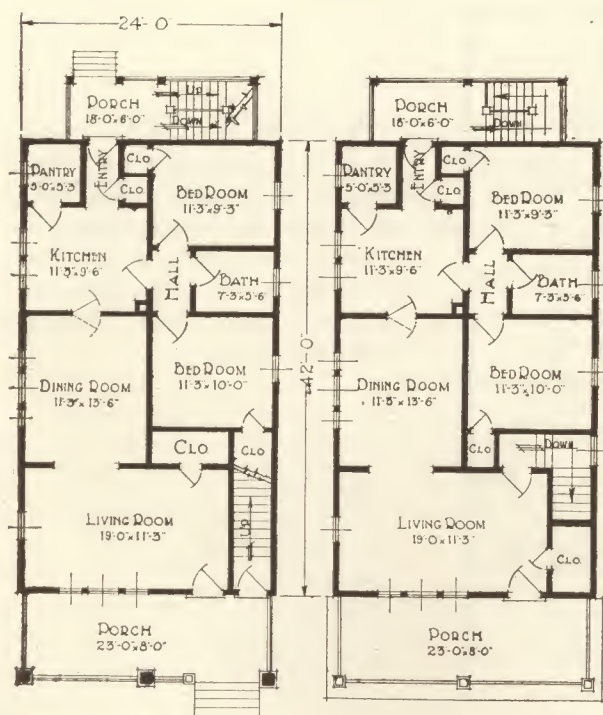 24'-0"
PORCH
18'-0"x6'-0"
UP
DOWN
PANTRY
5'-0"x5'-3
ENTRY
CLO
CLO
BED ROOM
11'-3"x9'-3"
KITCHEN
11'-3"x9'-6"
HALL
BATH
7'-3"x5'-6"
DINING ROOM
11'-3"x13'-6"
BED ROOM
11'-3"x10'-0"
CLO
CLO
LIVING ROOM
19'-0"x11'-3"
UP
PORCH
23'-0"x8'-0"
42'-0"
PORCH
18'-0"x6'-0"
DOWN
PANTRY
5'-0"x5'-3
ENTRY
CLO
CLO
BED ROOM
11'-3"x9'-3"
KITCHEN
11'-3"x9'-6"
HALL
BATH
7'-3"x5'-6"
DINING ROOM
11'-3"x13'-6"
BED ROOM
11'-3"x10'-0"
CLO
DOWN
LIVING ROOM
19'-0x11'-3"
CLO.
PORCH
23'-0"x8'-0"